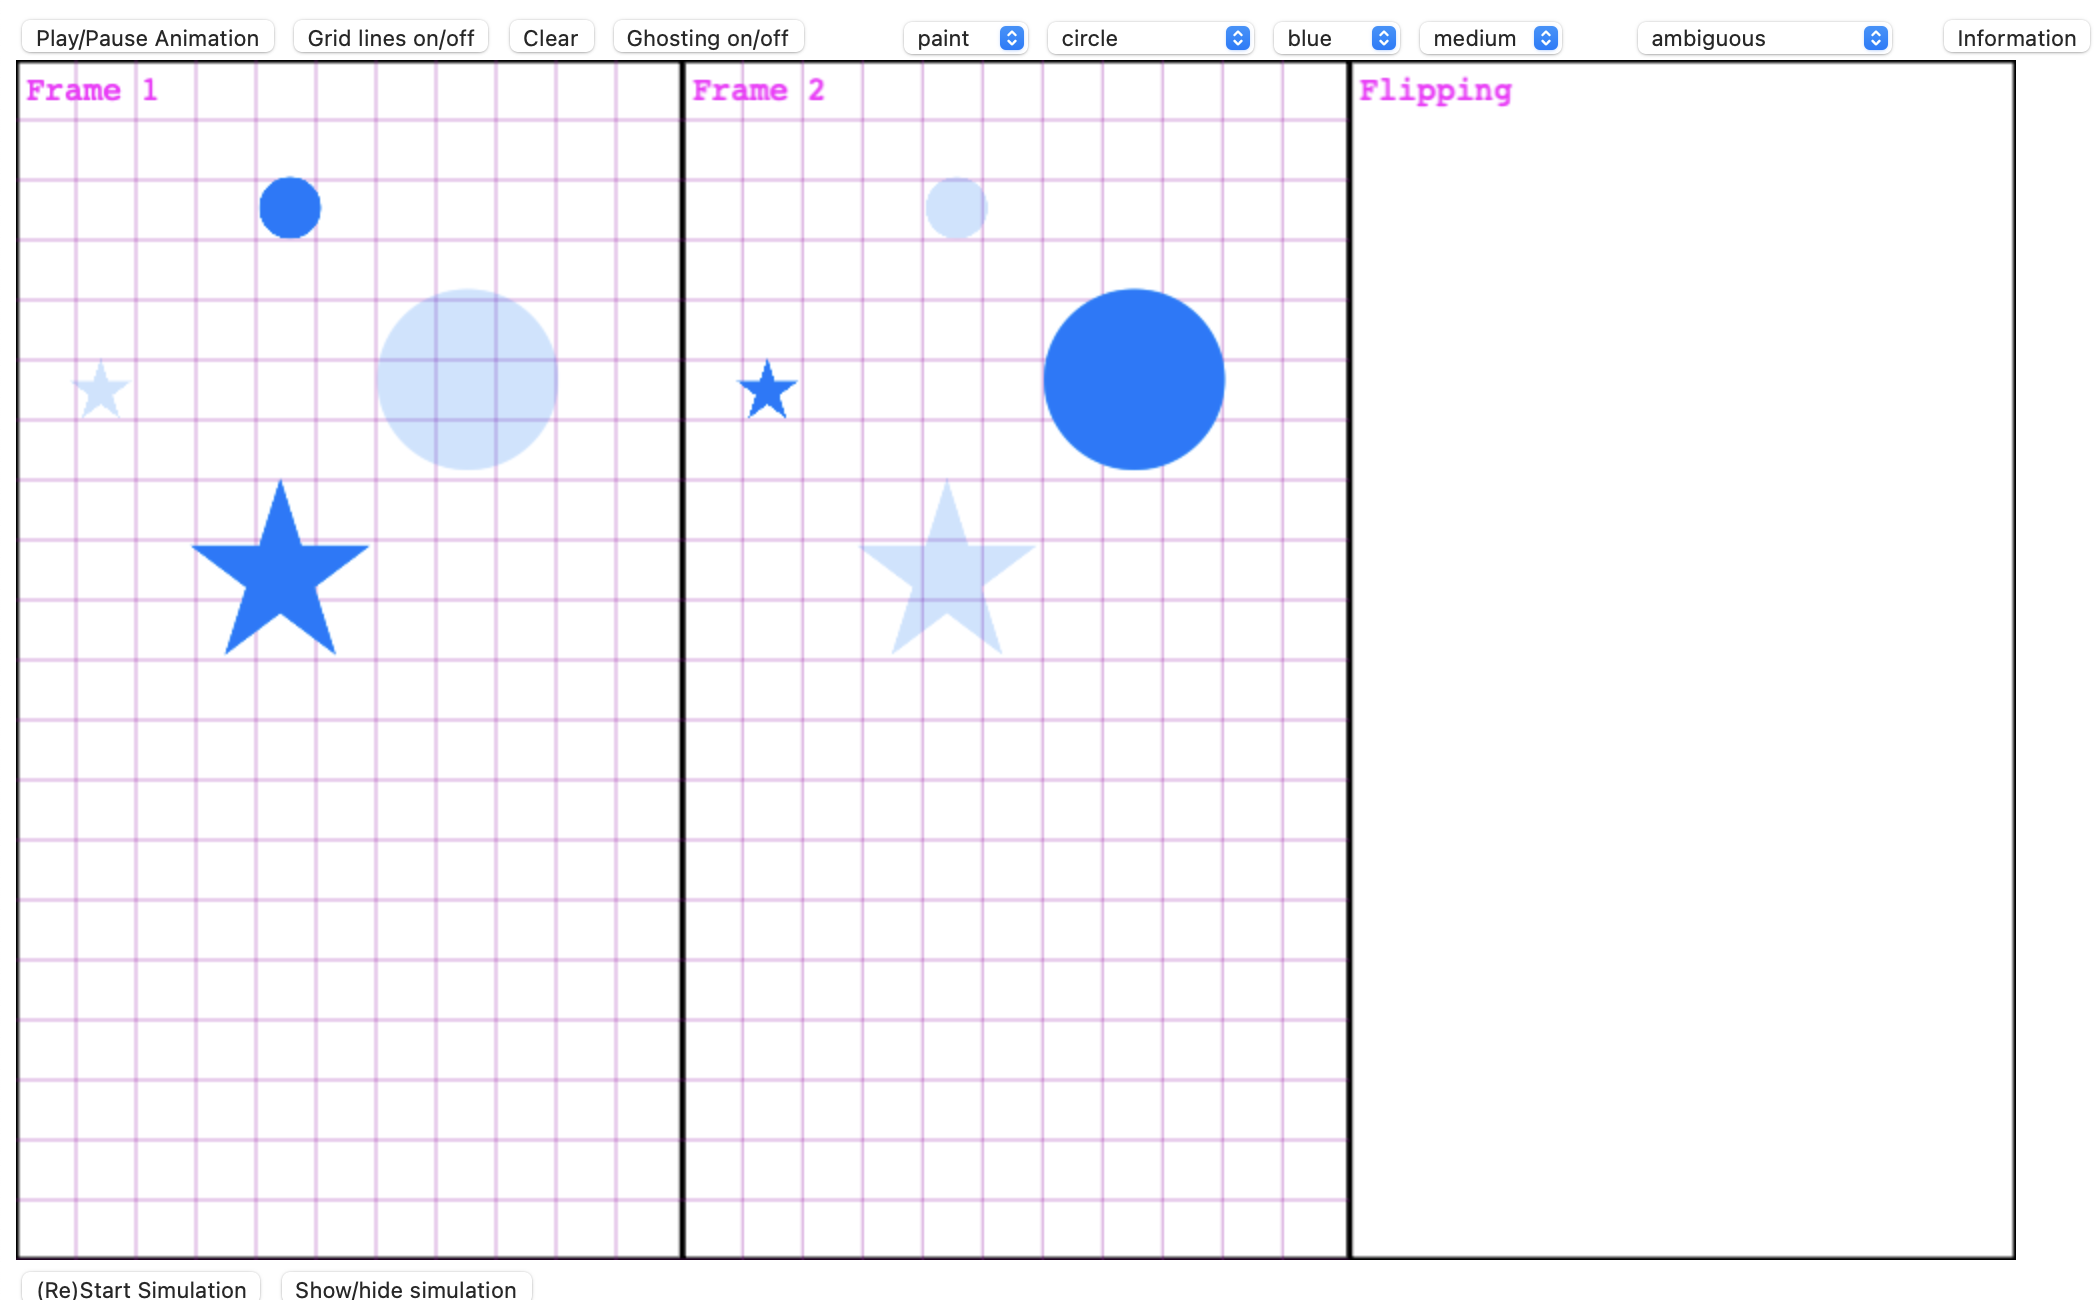 Play/Pause Animation Grid lines on/off Clear Ghosting on/off paint circle blue medium ambiguous Information
Frame 1 Frame 2 Flipping
(Re)Start Simulation Show/hide simulation